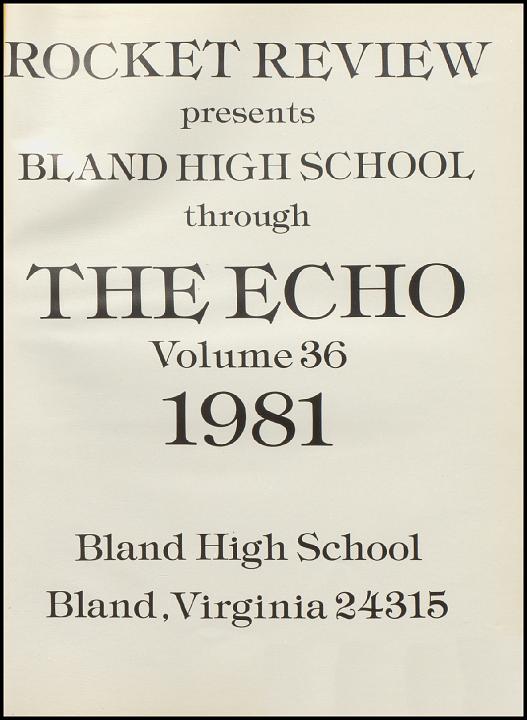 ROCKET REVIEW
presents
BLAND HIGH SCHOOL
through
THE ECHO
Volume 36
1981
Bland High School
Bland, Virginia 24315